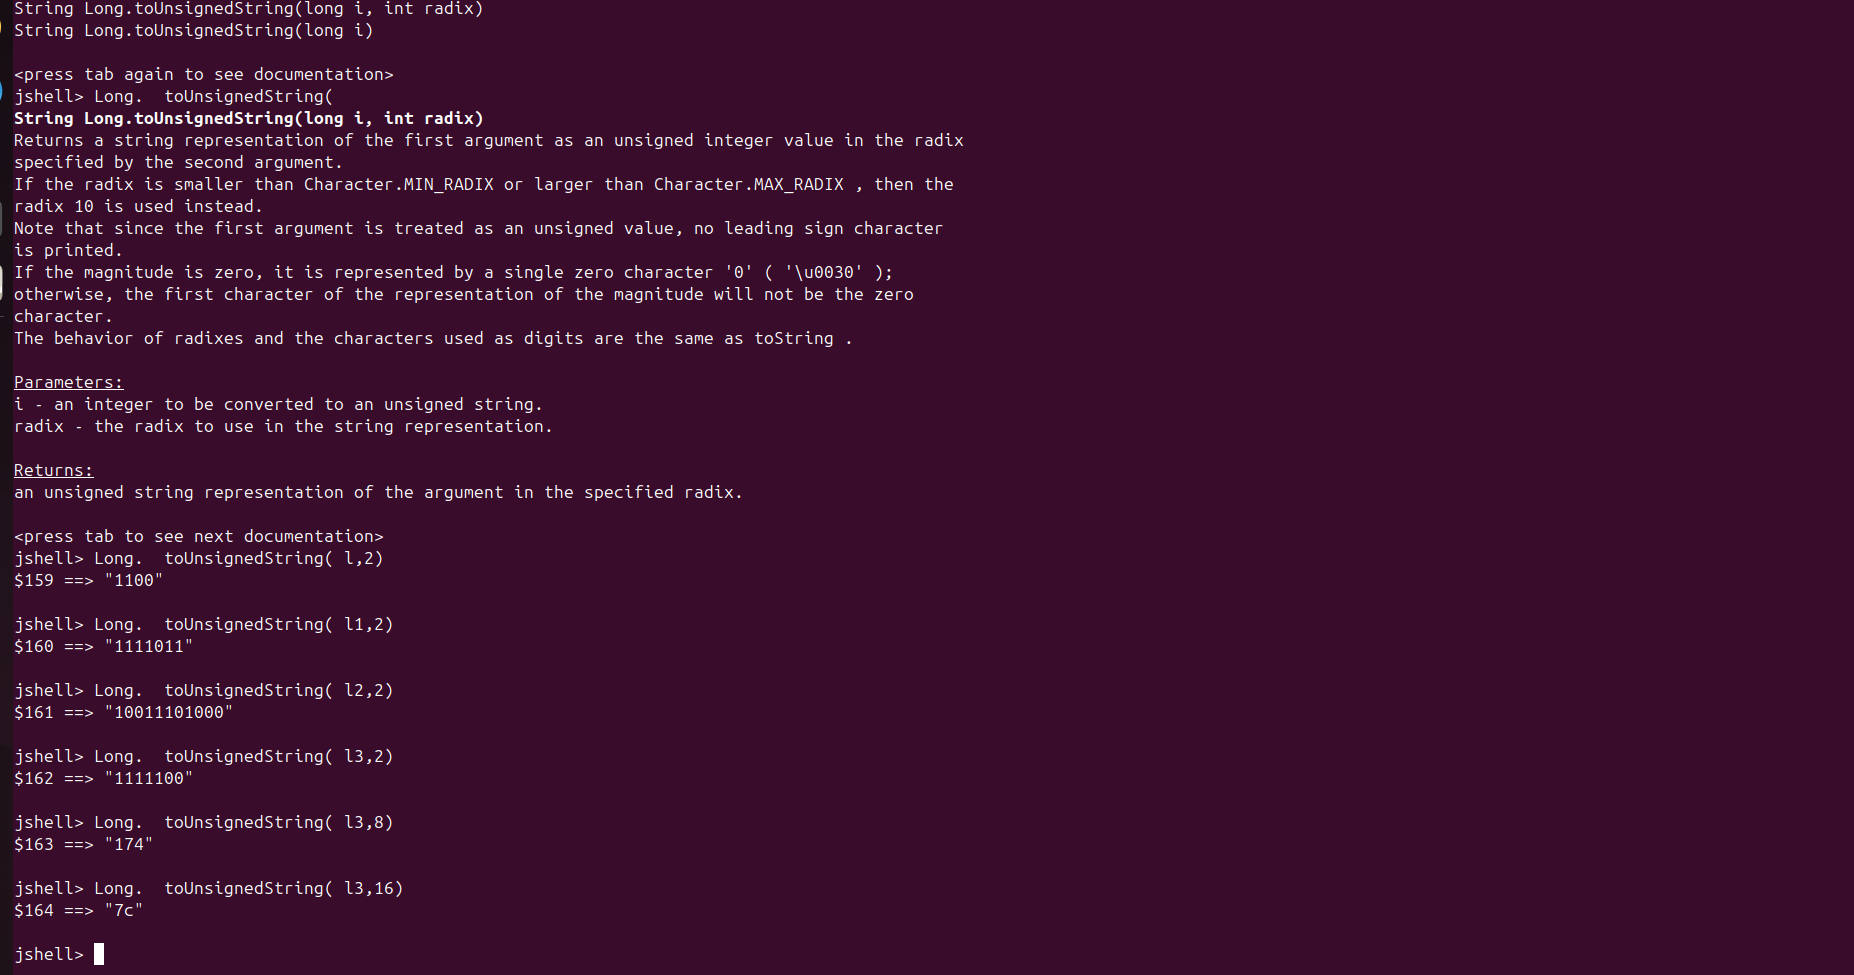 String Long.toUnsignedString(long i, int radix)
String Long.toUnsignedString(long i)
<press tab again to see documentation>
jshell> Long.  toUnsignedString(
String Long.toUnsignedString(long i, int radix)
Returns a string representation of the first argument as an unsigned integer value in the radix
specified by the second argument.
If the radix is smaller than Character.MIN_RADIX or larger than Character.MAX_RADIX , then the
radix 10 is used instead.
Note that since the first argument is treated as an unsigned value, no leading sign character
is printed.
If the magnitude is zero, it is represented by a single zero character '0' ( '\u0030' );
otherwise, the first character of the representation of the magnitude will not be the zero
character.
The behavior of radixes and the characters used as digits are the same as toString .
Parameters:
i - an integer to be converted to an unsigned string.
radix - the radix to use in the string representation.
Returns:
an unsigned string representation of the argument in the specified radix.
<press tab to see next documentation>
jshell> Long.  toUnsignedString( l,2)
$159 ==> "1100"
jshell> Long.  toUnsignedString( l1,2)
$160 ==> "1111011"
jshell> Long.  toUnsignedString( l2,2)
$161 ==> "10011101000"
jshell> Long.  toUnsignedString( l3,2)
$162 ==> "1111100"
jshell> Long.  toUnsignedString( l3,8)
$163 ==> "174"
jshell> Long.  toUnsignedString( l3,16)
$164 ==> "7c"
jshell>